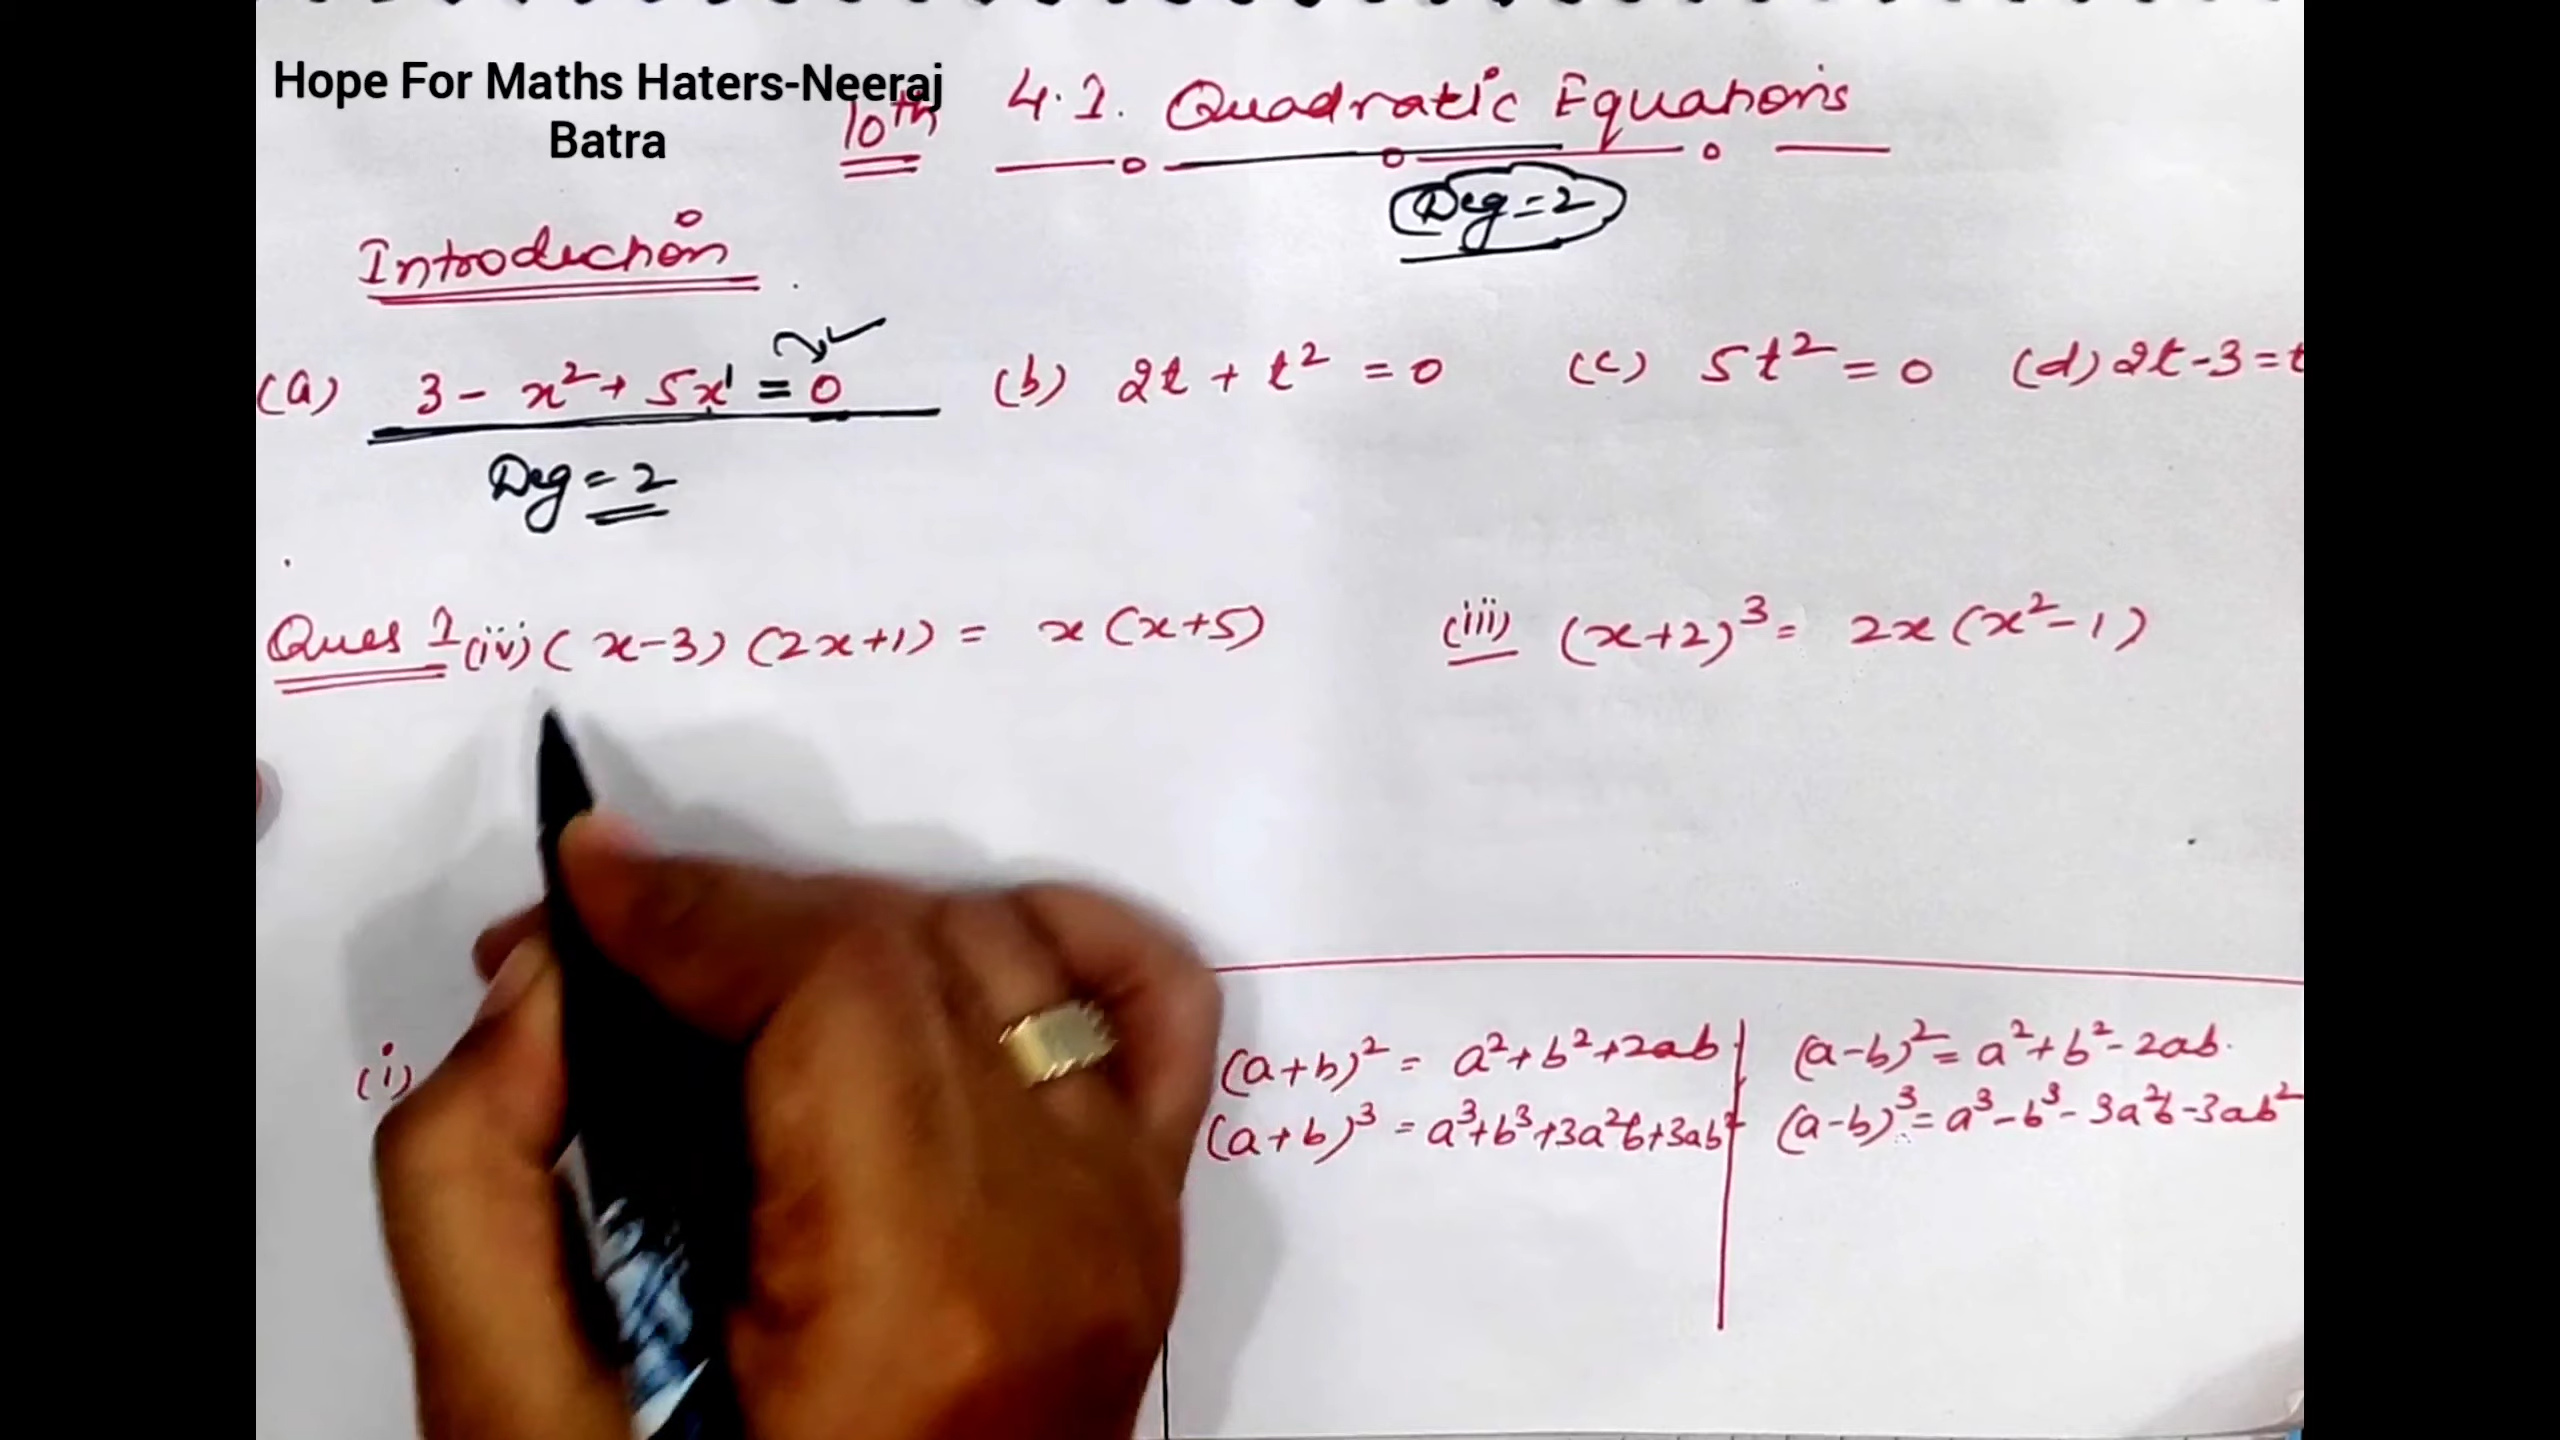 Hope For Maths Haters-Neeraj
Batra
10th 4.1. Quadratic Equations
Deg=2
Introduction
(a) 3 - x² + 5x¹ = 0 (b) 2t + t² = 0 (c) 5t² = 0 (d) 2t-3=t
Deg = 2
Ques 1 (iv) (x-3) (2x+1) = x(x+5) (iii) (x+2)³ = 2x(x²-1)
(i)
(a+b)² = a²+b²+2ab (a-b)² = a²+b²-2ab.
(a+b)³ = a³+b³+3a²b+3ab² (a-b)³ = a³-b³-3a²b-3ab²